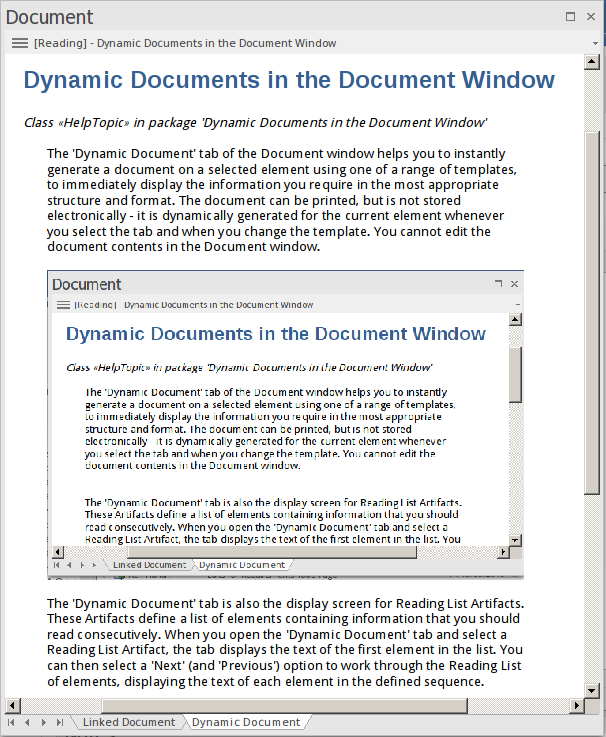 Document
[Reading] - Dynamic Documents in the Document Window
Dynamic Documents in the Document Window
Class «HelpTopic» in package 'Dynamic Documents in the Document Window'
The 'Dynamic Document' tab of the Document window helps you to instantly
generate a document on a selected element using one of a range of templates,
to immediately display the information you require in the most appropriate
structure and format. The document can be printed, but is not stored
electronically - it is dynamically generated for the current element whenever
you select the tab and when you change the template. You cannot edit the
document contents in the Document window.
Document
[Reading] - Dynamic Documents in the Document Window
Dynamic Documents in the Document Window
Class «HelpTopic» in package 'Dynamic Documents in the Document Window'
The 'Dynamic Document' tab of the Document window helps you to instantly
generate a document on a selected element using one of a range of templates,
to immediately display the information you require in the most appropriate
structure and format. The document can be printed, but is not stored
electronically - it is dynamically generated for the current element whenever
you select the tab and when you change the template. You cannot edit the
document contents in the Document window.
The 'Dynamic Document' tab is also the display screen for Reading List Artifacts.
These Artifacts define a list of elements containing information that you should
read consecutively. When you open the 'Dynamic Document' tab and select a
Reading List Artifact, the tab displays the text of the first element in the list. You
Linked Document Dynamic Document
The 'Dynamic Document' tab is also the display screen for Reading List Artifacts.
These Artifacts define a list of elements containing information that you should
read consecutively. When you open the 'Dynamic Document' tab and select a
Reading List Artifact, the tab displays the text of the first element in the list. You
can then select a 'Next' (and 'Previous') option to work through the Reading List
of elements, displaying the text of each element in the defined sequence.
Linked Document Dynamic Document